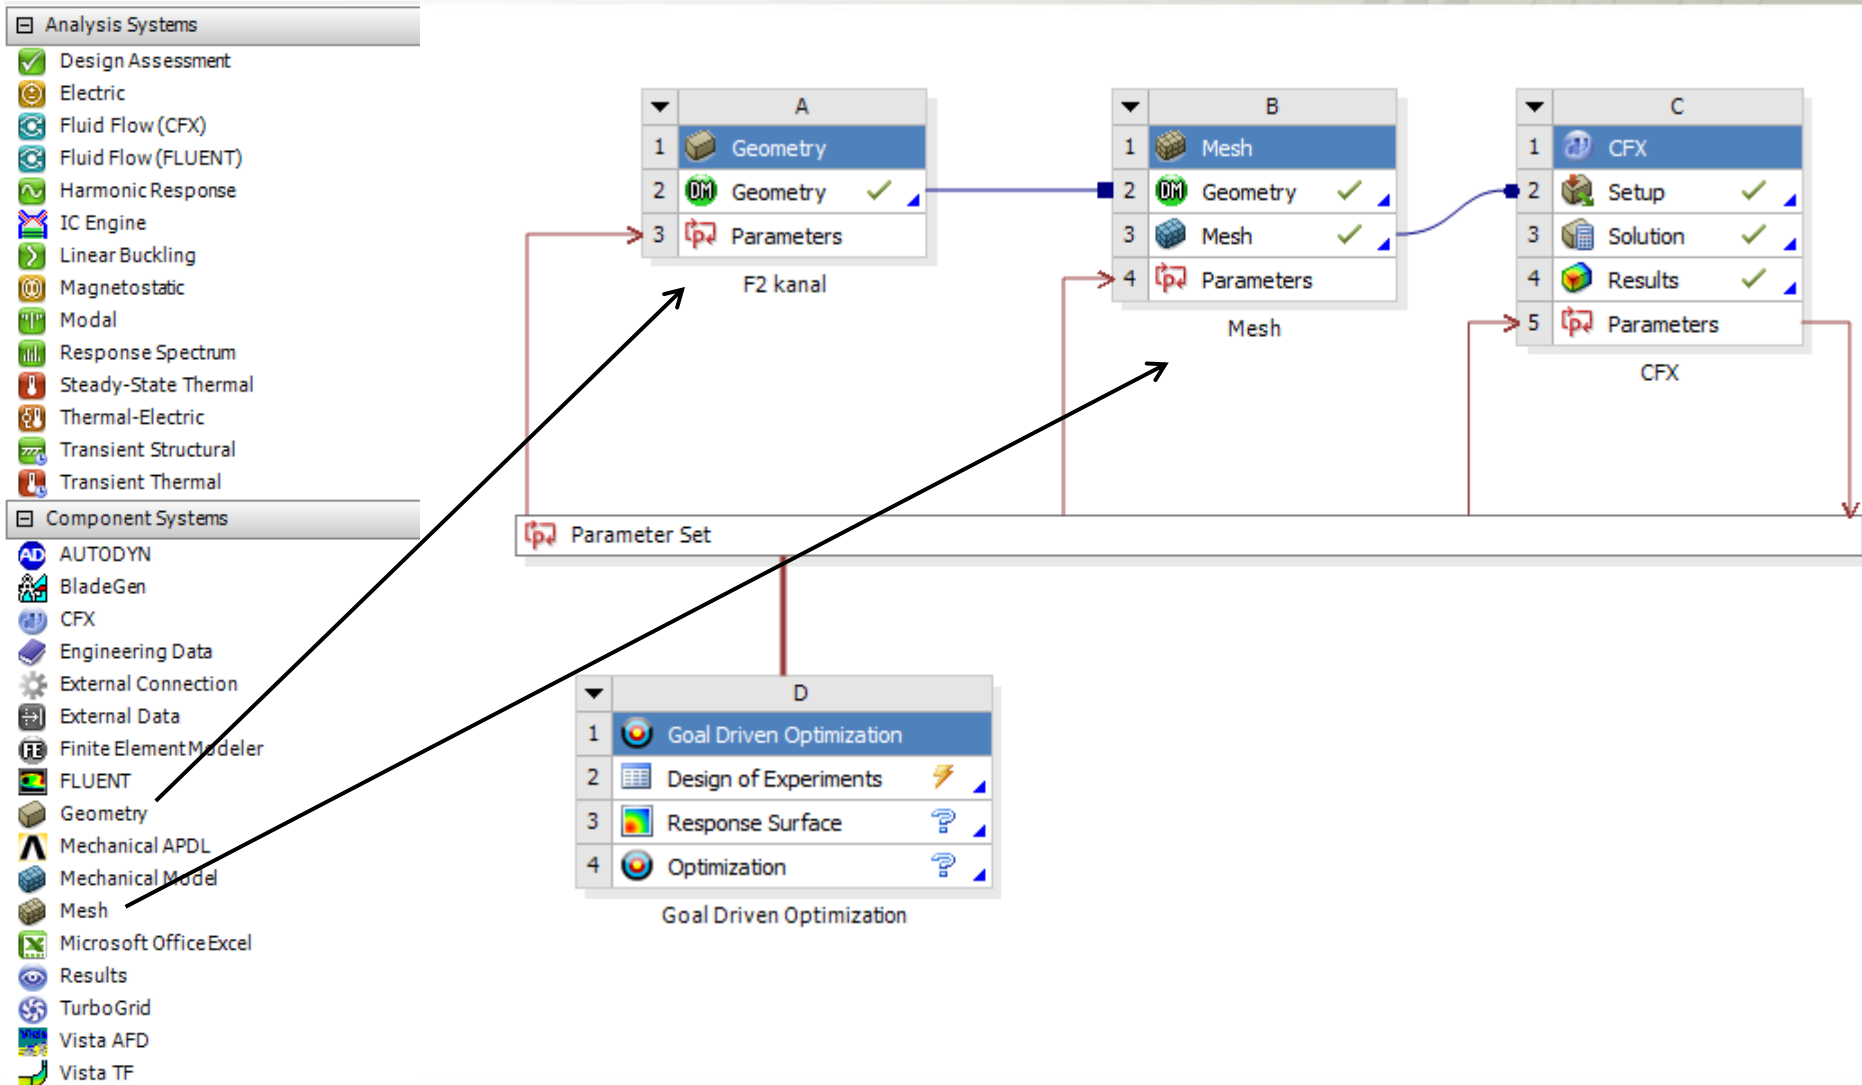 Analysis Systems
Design Assessment
Electric
Fluid Flow (CFX)
Fluid Flow (FLUENT)
Harmonic Response
IC Engine
Linear Buckling
Magnetostatic
Modal
Response Spectrum
Steady-State Thermal
Thermal-Electric
Transient Structural
Transient Thermal
Component Systems
AUTODYN
BladeGen
CFX
Engineering Data
External Connection
External Data
Finite Element Modeler
FLUENT
Geometry
Mechanical APDL
Mechanical Model
Mesh
Microsoft Office Excel
Results
TurboGrid
Vista AFD
Vista TF
A
1 Geometry
2 DM Geometry
3 Parameters
F2 kanal
B
1 Mesh
2 DM Geometry
3 Mesh
4 Parameters
Mesh
C
1 CFX
2 Setup
3 Solution
4 Results
5 Parameters
CFX
Parameter Set
D
1 Goal Driven Optimization
2 Design of Experiments
3 Response Surface
4 Optimization
Goal Driven Optimization